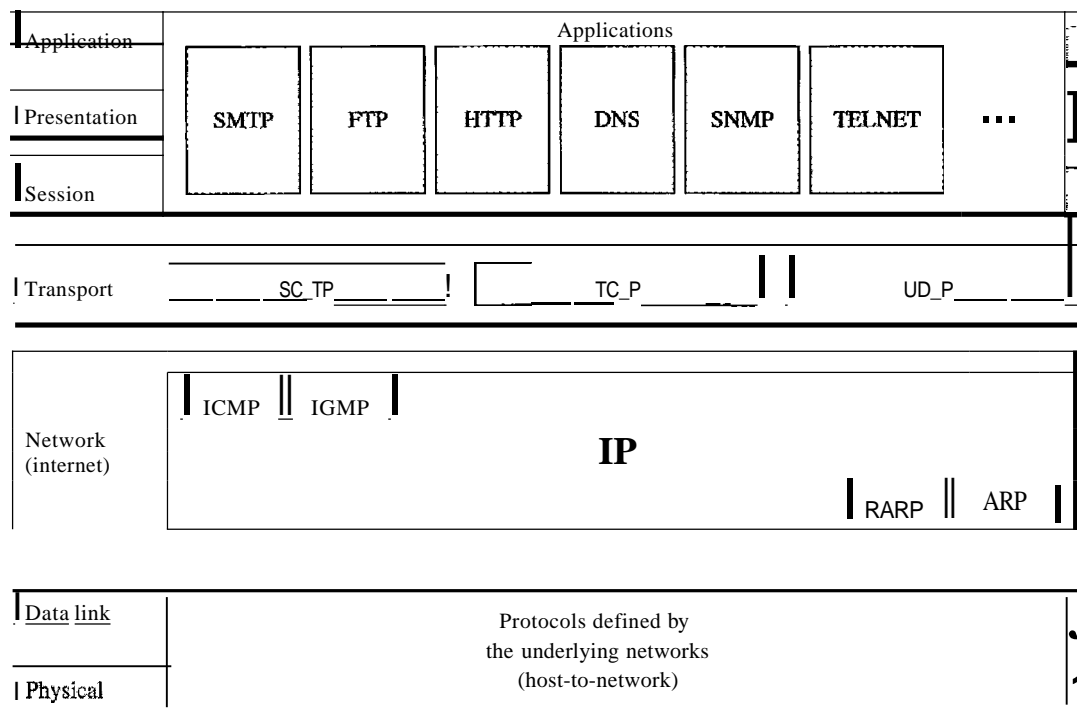 Applications
Application
Presentation
SMTP FTP HTTP DNS SNMP TELNET ...
Session
Transport
SC_TP TC_P UD_P
ICMP IGMP
Network
(internet)
IP
RARP ARP
Data link
Protocols defined by
the underlying networks
(host-to-network)
Physical